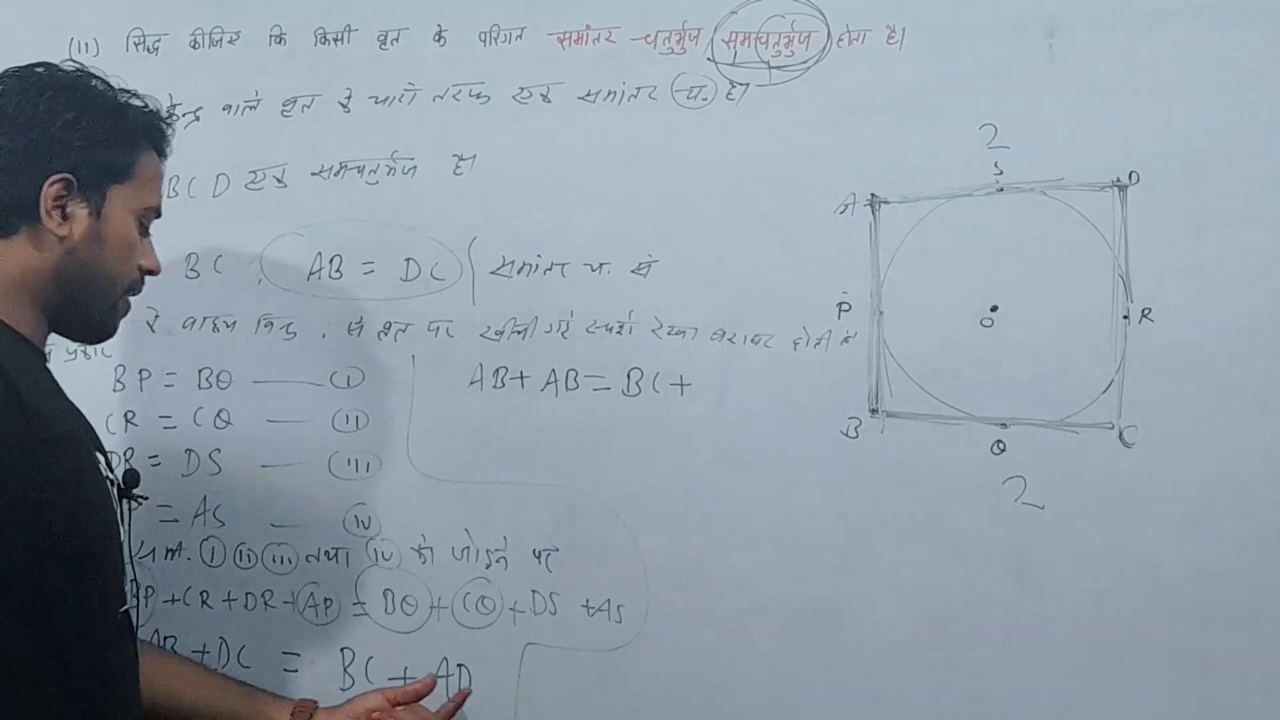 (11) सिद्ध कीजिए कि किसी वृत के परिगत समांतर चतुर्भुज समचतुर्भुज होता है।
केन्द्र वाले वृत के चारो तरफ एक समांतर च. है।
BCD एक समचतुर्भुज है।
BC, AB = DC | समांतर च. से
से वाहय विन्दु, से वृत पर खीची गई स्पर्श रेखा बराबर होती है
प्रकार
BP = BQ — (i)
AB + AB = BC +
CR = CQ — (ii)
DR = DS — (iii)
= AS — (iv)
(i) (ii) (iii) तथा (iv) को जोड़ने पर
BP + CR + DR + AP = BQ + CQ + DS + AS
AB + DC = BC + AD
2
S
A
D
P
O
R
B
Q
C
2